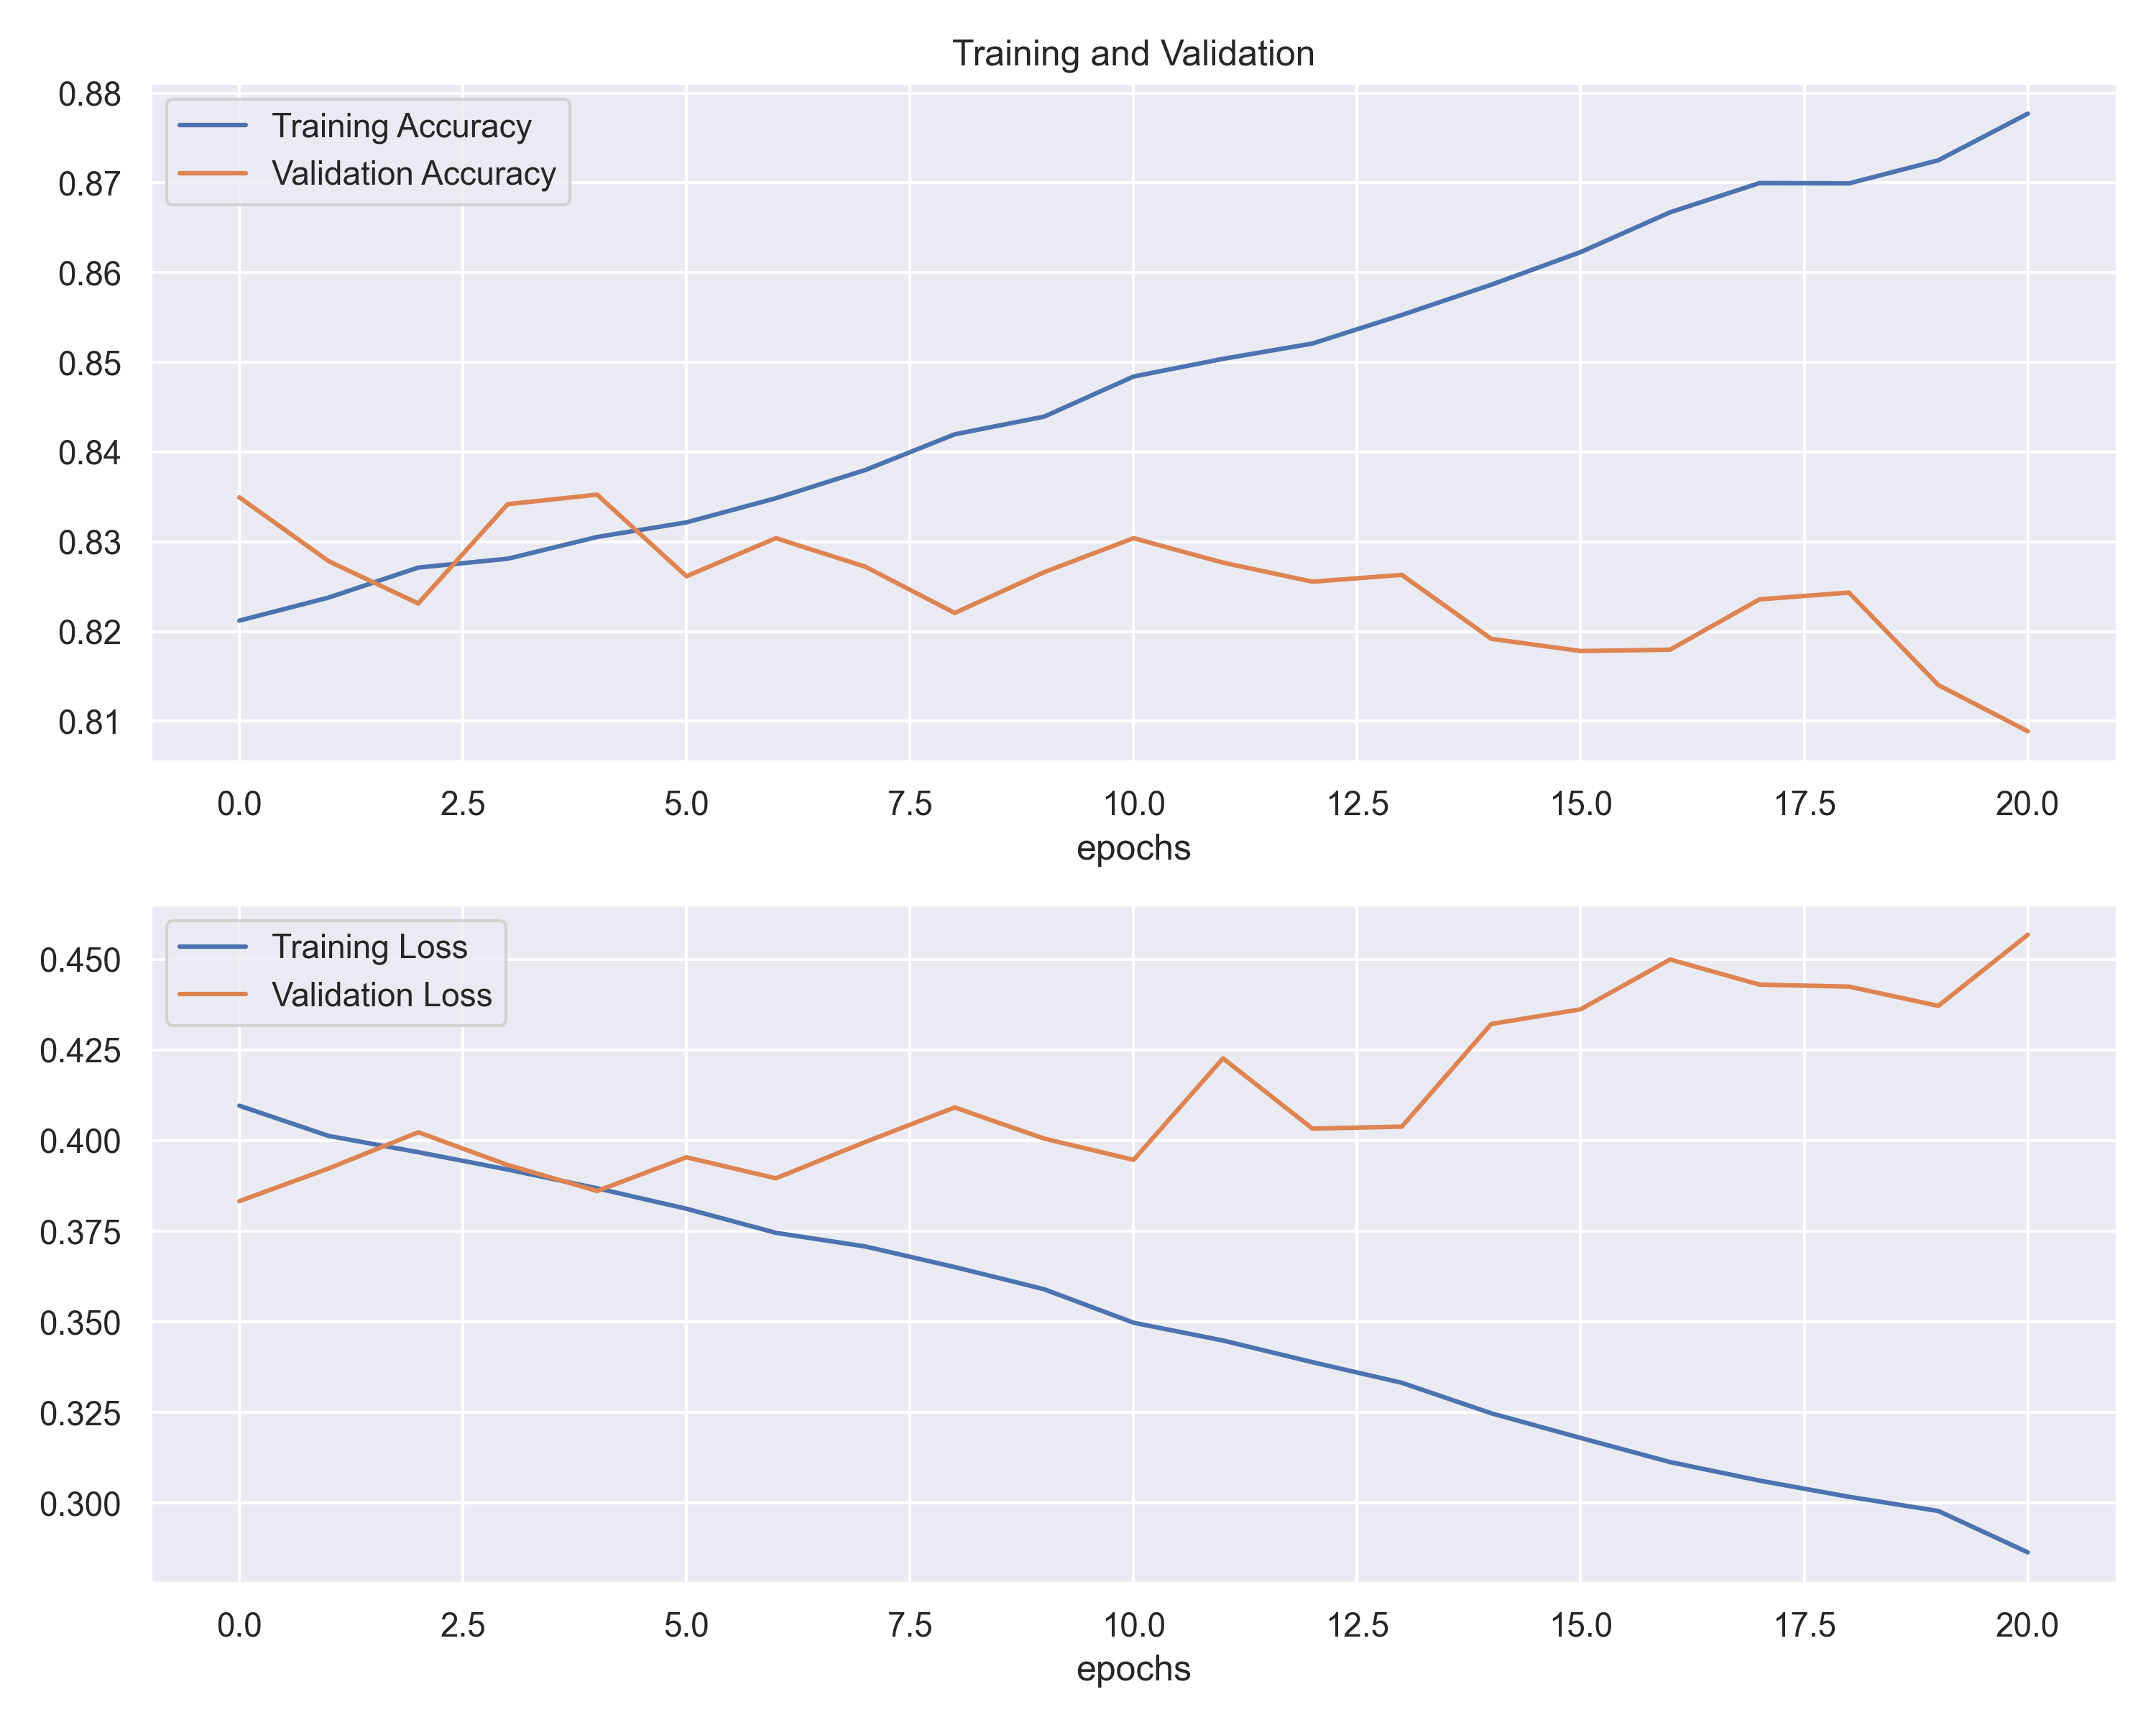 Training and Validation
0.88
0.87
0.86
0.85
0.84
0.83
0.82
0.81
Training Accuracy
Validation Accuracy
0.0 2.5 5.0 7.5 10.0 12.5 15.0 17.5 20.0
epochs
0.450
0.425
0.400
0.375
0.350
0.325
0.300
Training Loss
Validation Loss
0.0 2.5 5.0 7.5 10.0 12.5 15.0 17.5 20.0
epochs